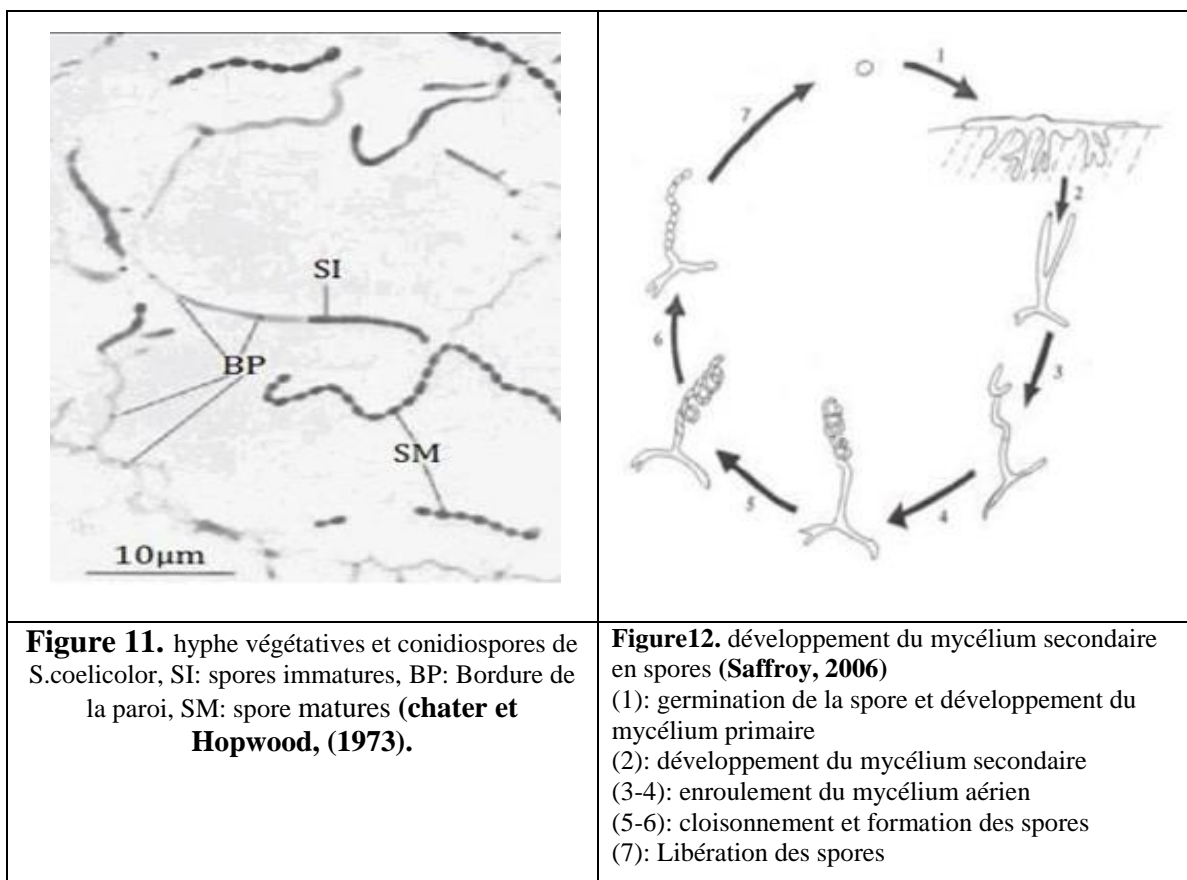 SI
BP
SM
10µm
1
2
3
4
5
6
7
Figure 11. hyphe végétatives et conidiospores de
S.coelicolor, SI: spores immatures, BP: Bordure de
la paroi, SM: spore matures (chater et
Hopwood, (1973).
Figure12. développement du mycélium secondaire
en spores (Saffroy, 2006)
(1): germination de la spore et développement du
mycélium primaire
(2): développement du mycélium secondaire
(3-4): enroulement du mycélium aérien
(5-6): cloisonnement et formation des spores
(7): Libération des spores